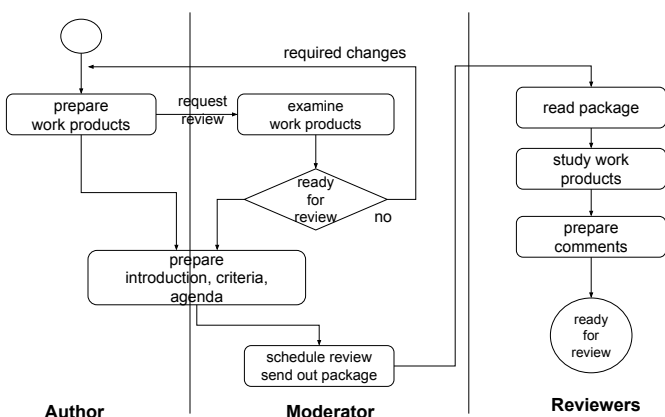 required changes
prepare
work products
request
review
examine
work products
ready
for
review
no
prepare
introduction, criteria,
agenda
schedule review
send out package
read package
study work
products
prepare
comments
ready
for
review
Author
Moderator
Reviewers